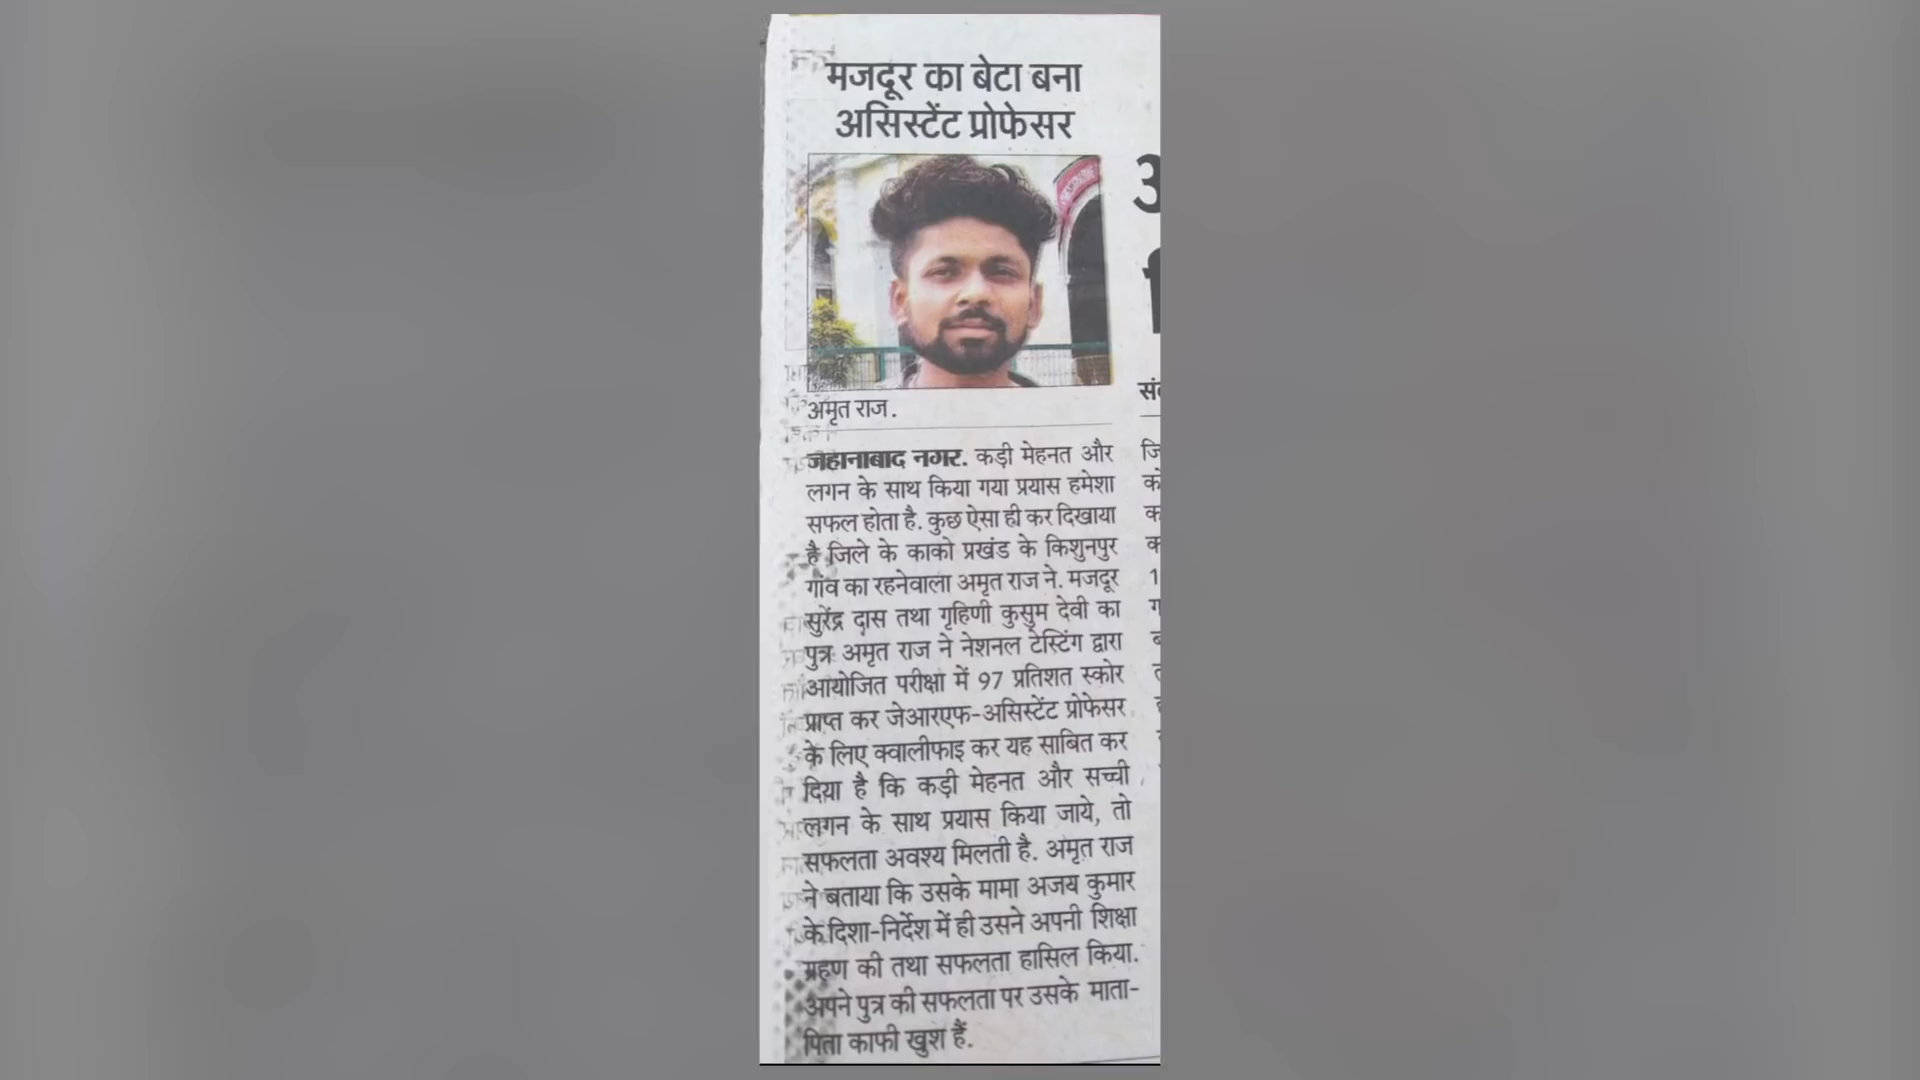 मजदूर का बेटा बना
असिस्टेंट प्रोफेसर
अमृत राज.
जहानाबाद नगर. कड़ी मेहनत और
लगन के साथ किया गया प्रयास हमेशा
सफल होता है. कुछ ऐसा ही कर दिखाया
है जिले के काको प्रखंड के किशुनपुर
गांव का रहनेवाला अमृत राज ने. मजदूर
सुरेंद्र दास तथा गृहिणी कुसुम देवी का
पुत्र अमृत राज ने नेशनल टेस्टिंग द्वारा
आयोजित परीक्षा में 97 प्रतिशत स्कोर
प्राप्त कर जेआरएफ-असिस्टेंट प्रोफेसर
के लिए क्वालीफाइ कर यह साबित कर
दिया है कि कड़ी मेहनत और सच्ची
लगन के साथ प्रयास किया जाये, तो
सफलता अवश्य मिलती है. अमृत राज
ने बताया कि उसके मामा अजय कुमार
के दिशा-निर्देश में ही उसने अपनी शिक्षा
ग्रहण की तथा सफलता हासिल किया.
अपने पुत्र की सफलता पर उसके माता-
पिता काफी खुश हैं.